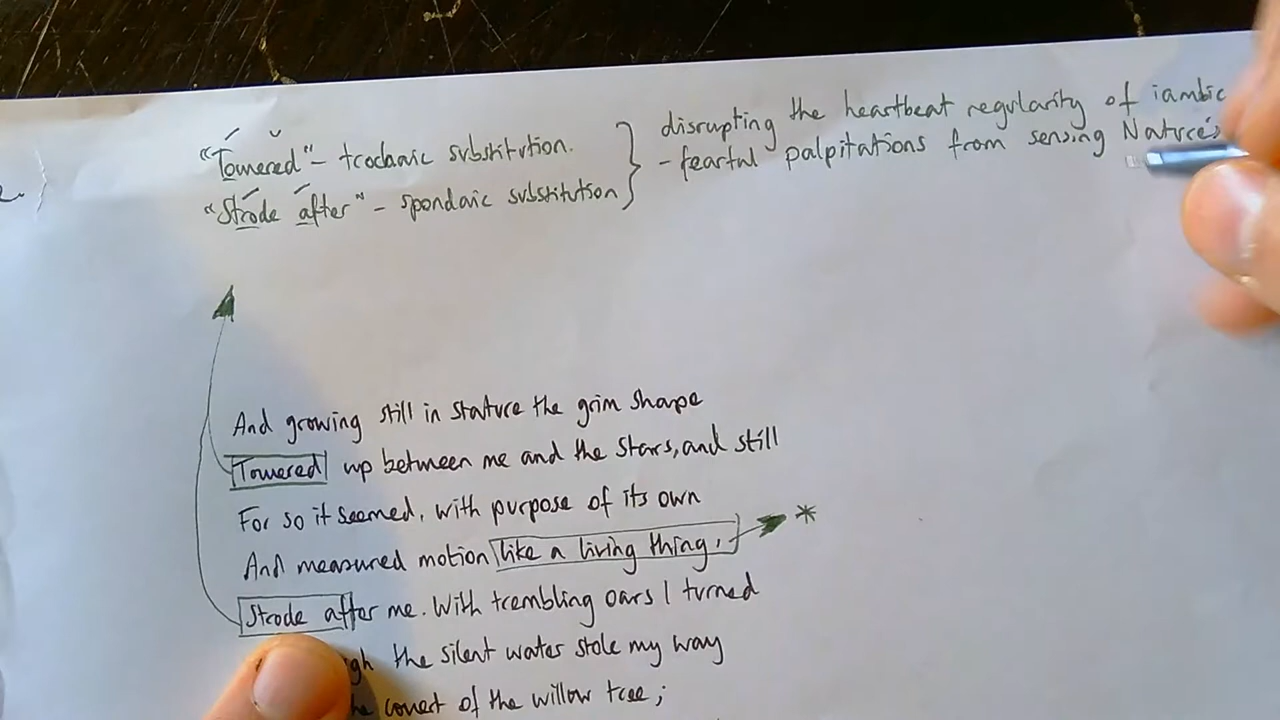 "Towered" - trochaic substitution.
"Strode after" - spondaic substitution
disrupting the heartbeat regularity of iambic
- fearful palpitations from sensing Nature's
2.
And growing still in stature the grim shape
Towered up between me and the stars, and still
For so it seemed, with purpose of its own
And measured motion like a living thing, *
Strode after me. With trembling oars I turned
the silent water stole my way
covert of the willow tree;